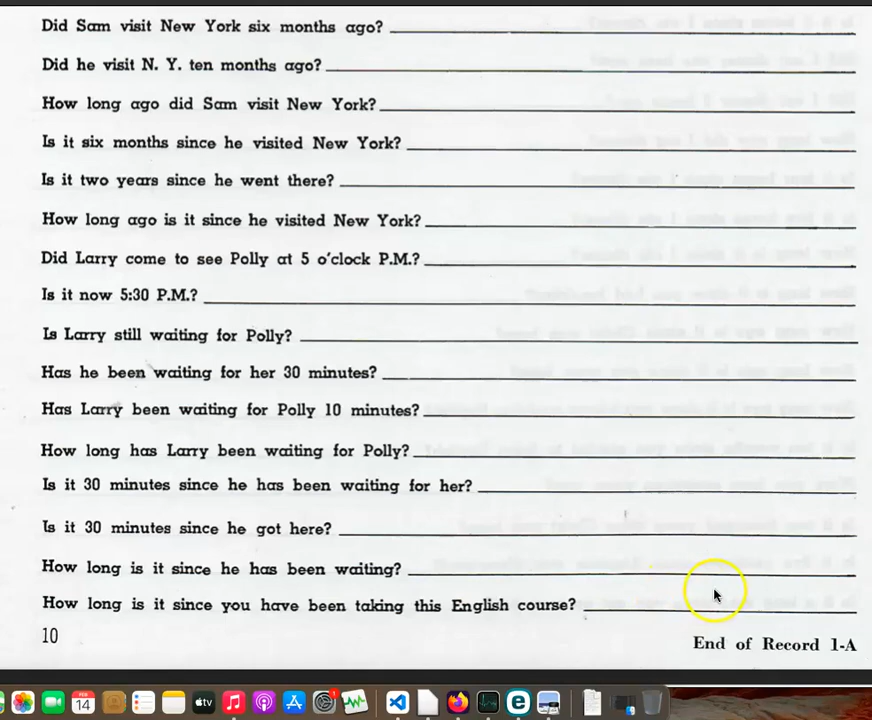 Did Sam visit New York six months ago?
Did he visit N. Y. ten months ago?
How long ago did Sam visit New York?
Is it six months since he visited New York?
Is it two years since he went there?
How long ago is it since he visited New York?
Did Larry come to see Polly at 5 o'clock P.M.?
Is it now 5:30 P.M.?
Is Larry still waiting for Polly?
Has he been waiting for her 30 minutes?
Has Larry been waiting for Polly 10 minutes?
How long has Larry been waiting for Polly?
Is it 30 minutes since he has been waiting for her?
Is it 30 minutes since he got here?
How long is it since he has been waiting?
How long is it since you have been taking this English course?
10
End of Record 1-A
FEB
14
tv
1